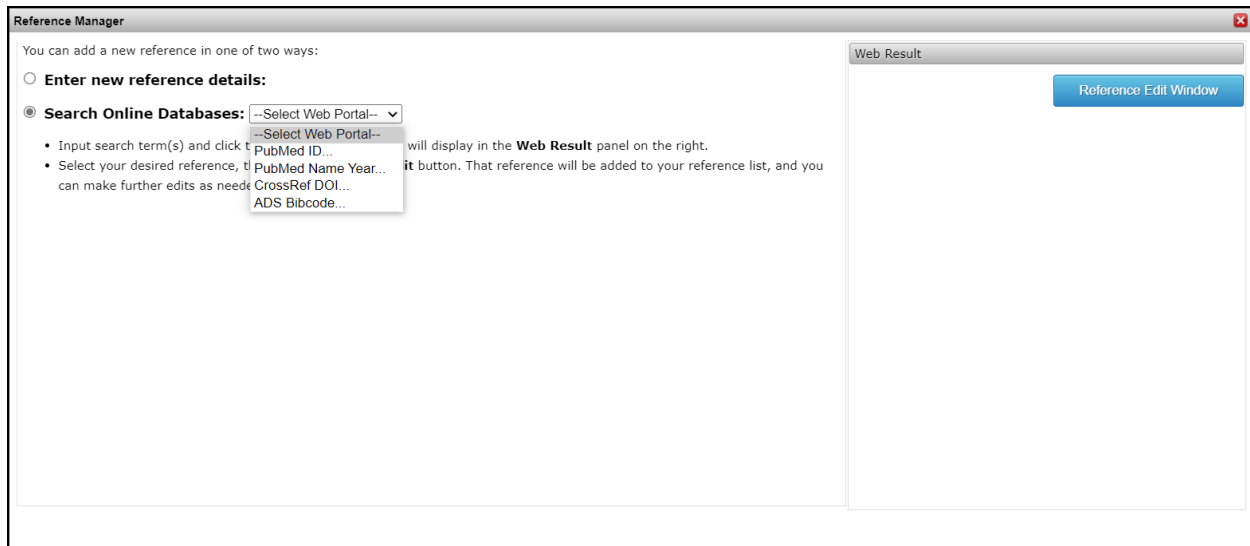 Reference Manager
You can add a new reference in one of two ways:
Enter new reference details:
Search Online Databases: --Select Web Portal--
--Select Web Portal--
PubMed ID...
PubMed Name Year...
CrossRef DOI...
ADS Bibcode...
• Input search term(s) and click will display in the Web Result panel on the right.
• Select your desired reference, button. That reference will be added to your reference list, and you
can make further edits as
Web Result
Reference Edit Window